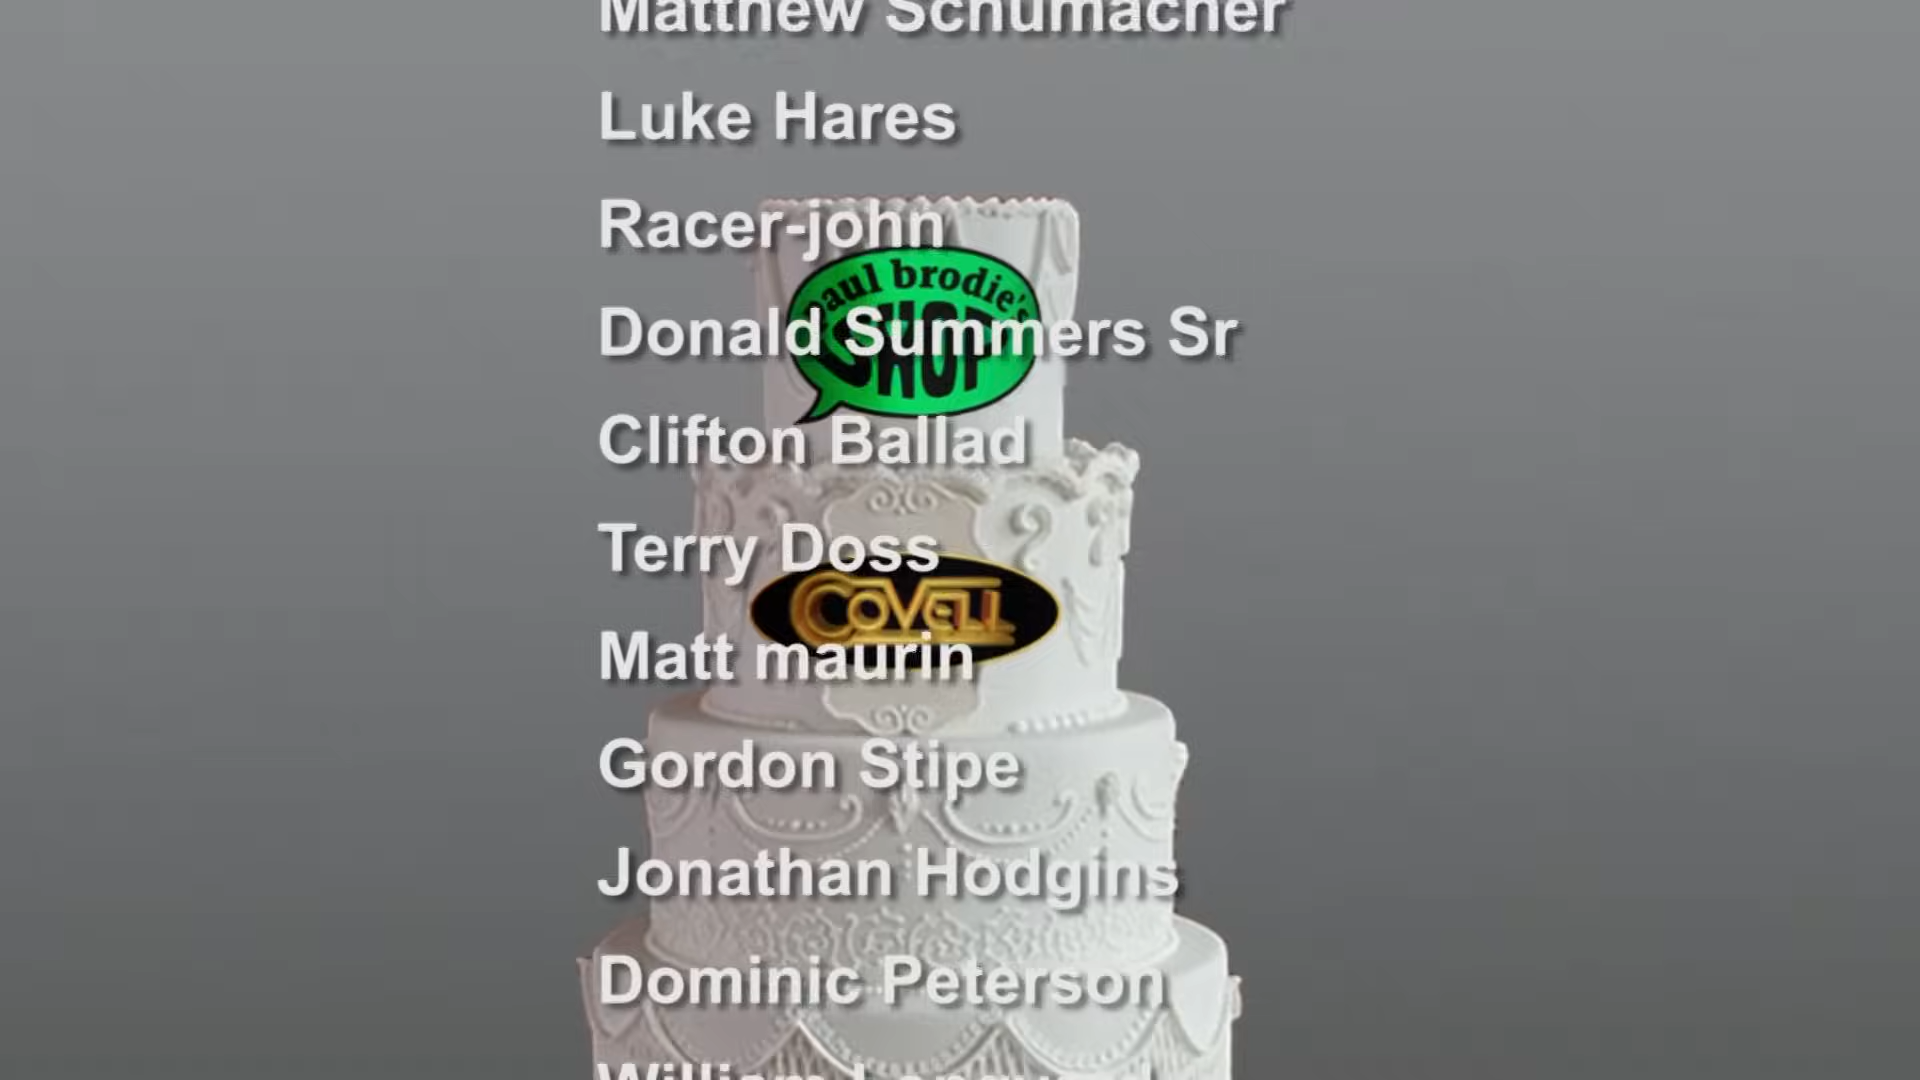 Matthew Schumacher
Luke Hares
Racer-john
Paul brodie's
SHOP
Donald Summers Sr
Clifton Ballad
Terry Doss
COVELL
Matt maurin
Gordon Stipe
Jonathan Hodgins
Dominic Peterson
William